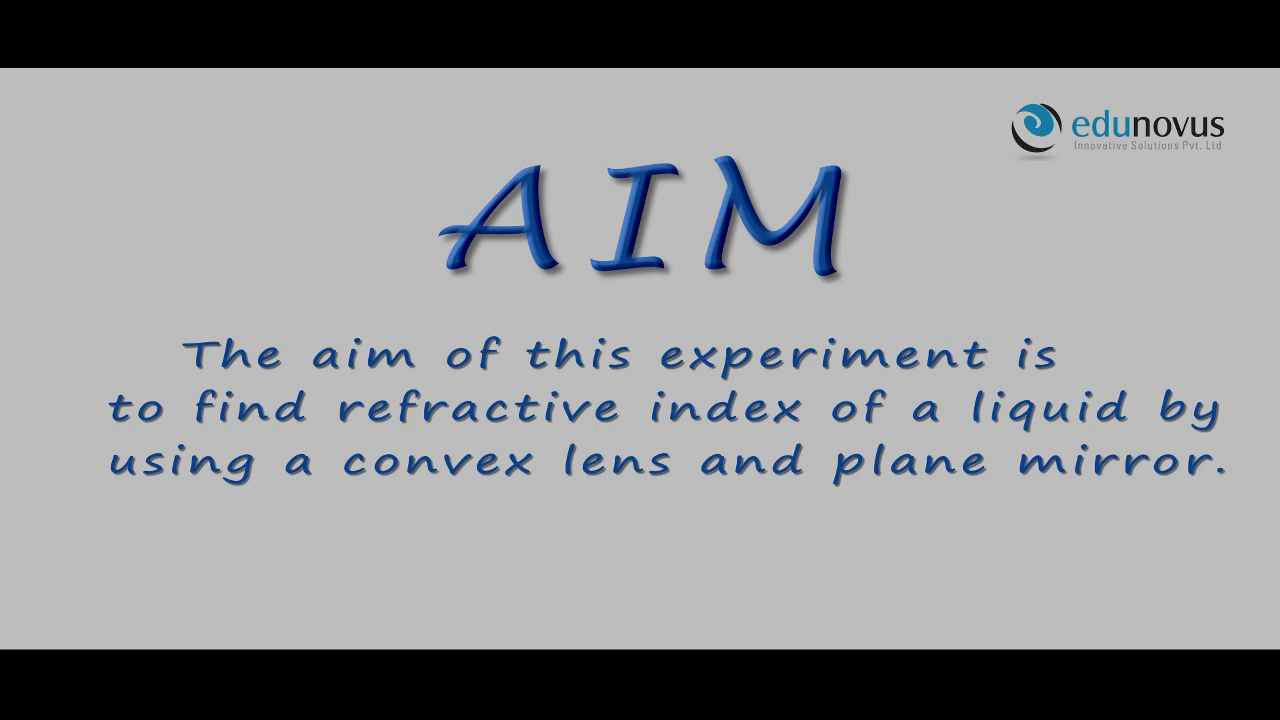 edunovus
Innovative Solutions Pvt. Ltd
AIM
The aim of this experiment is
to find refractive index of a liquid by
using a convex lens and plane mirror.